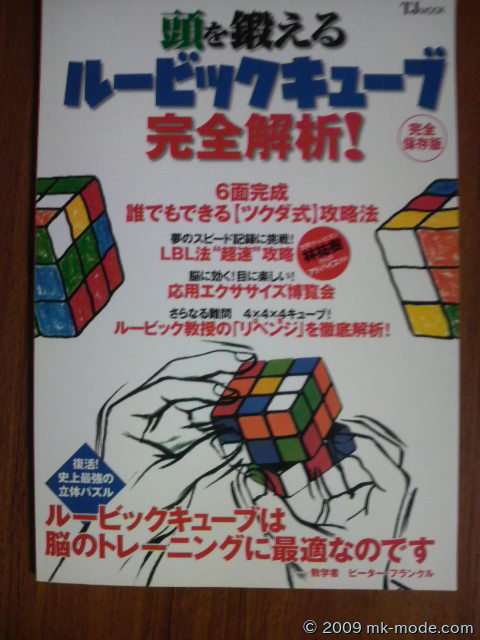 TJ MOOK
頭を鍛える
ルービックキューブ
完全解析!
完全
保存版
6面完成
誰でもできる【ツクダ式】攻略法
夢のスピード記録に挑戦!
LBL法"超速"攻略
脳に効く!目に楽しい!
応用エクササイズ博覧会
さらなる難問 4×4×4キューブ!
ルービック教授の「リベンジ」を徹底解析!
復活!
史上最強の
立体パズル
ルービックキューブは
脳のトレーニングに最適なのです
数学者 ピーター・フランクル
© 2009 mk-mode.com